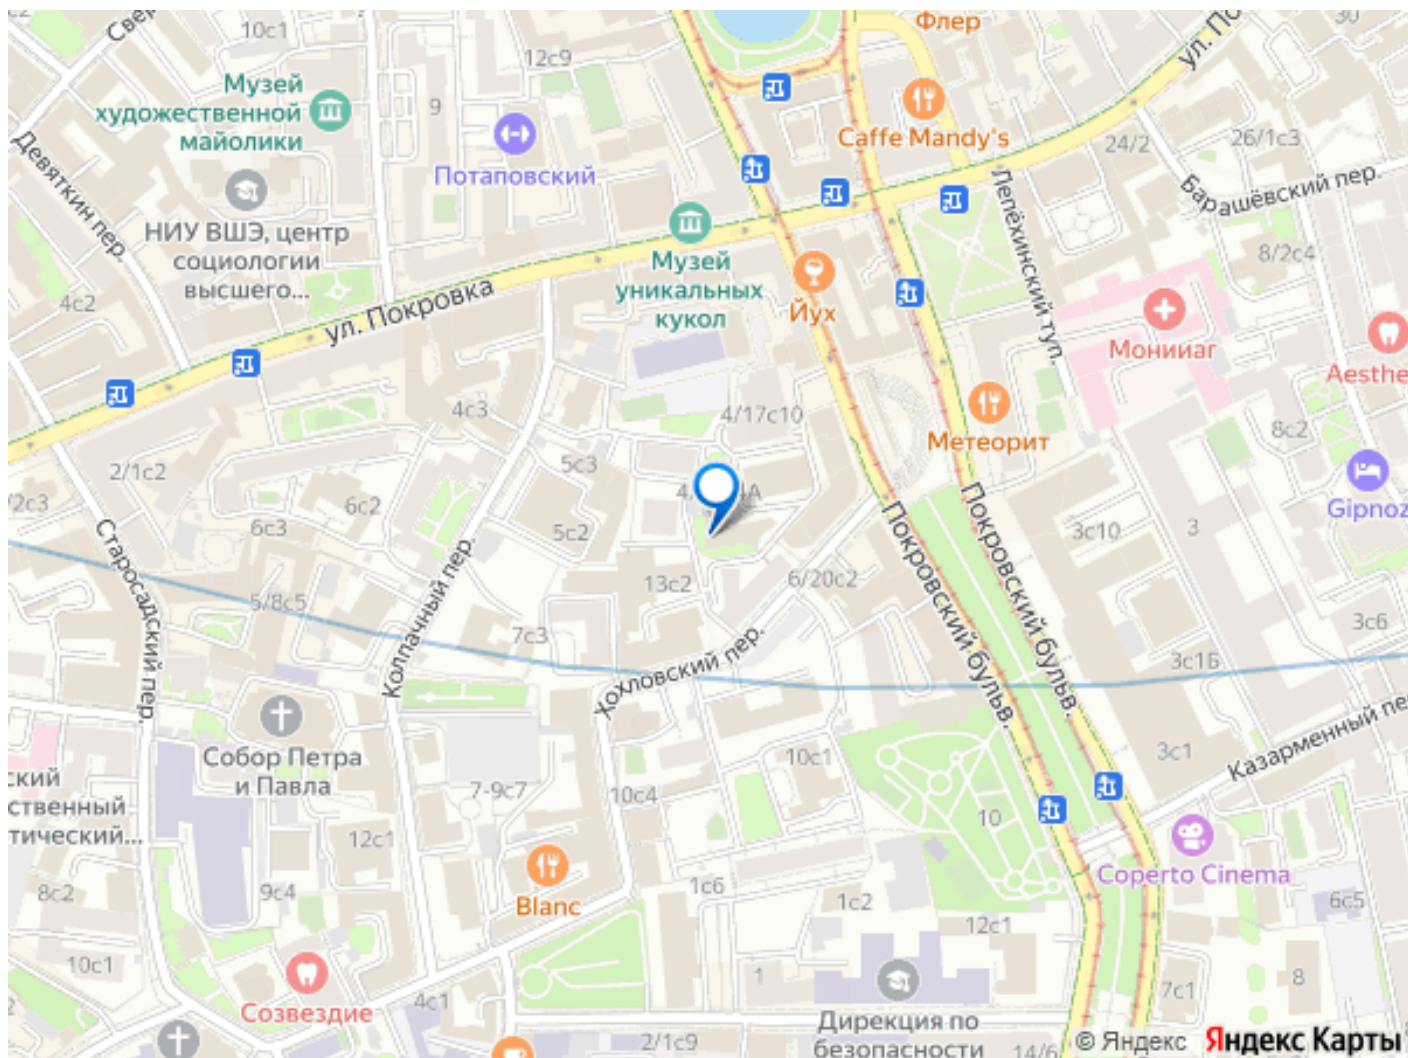 Флер
30
10с1
12с9
Музей
художественной
майолики
9
Потаповский
Caffe Mandy's
24/2
26/1с3
Барашёвский пер.
Девяткин пер.
НИУ ВШЭ, центр
социологии
высшего...
Лепёхинский туп.
8/2с4
4с2
ул. Покровка
Музей
уникальных
кукол
Йух
Мониаг
4с3
4/17с10
Метеорит
8с2
2/1с2
5с3
6с2
6с3
5с2
Gipnoz
3с10
3
Старосадский пер.
Колпачный пер.
Покровский бульв.
Покровский бульв.
13с2
6/20с2
5/8с5
7с3
3с6
3с1Б
Хохловский пер.
Собор Петра
и Павла
7-9с7
10с1
10с4
3с1
Казарменный пе
ский
ственный
тический...
12с1
10
Coperto Cinema
8с2
9с4
Blanc
1с6
1с2
12с1
6с5
10с1
Созвездие
4с1
1
7с1
8
Дирекция по
безопасности
2/1с9
14/6
© Яндекс Яндекс Карты